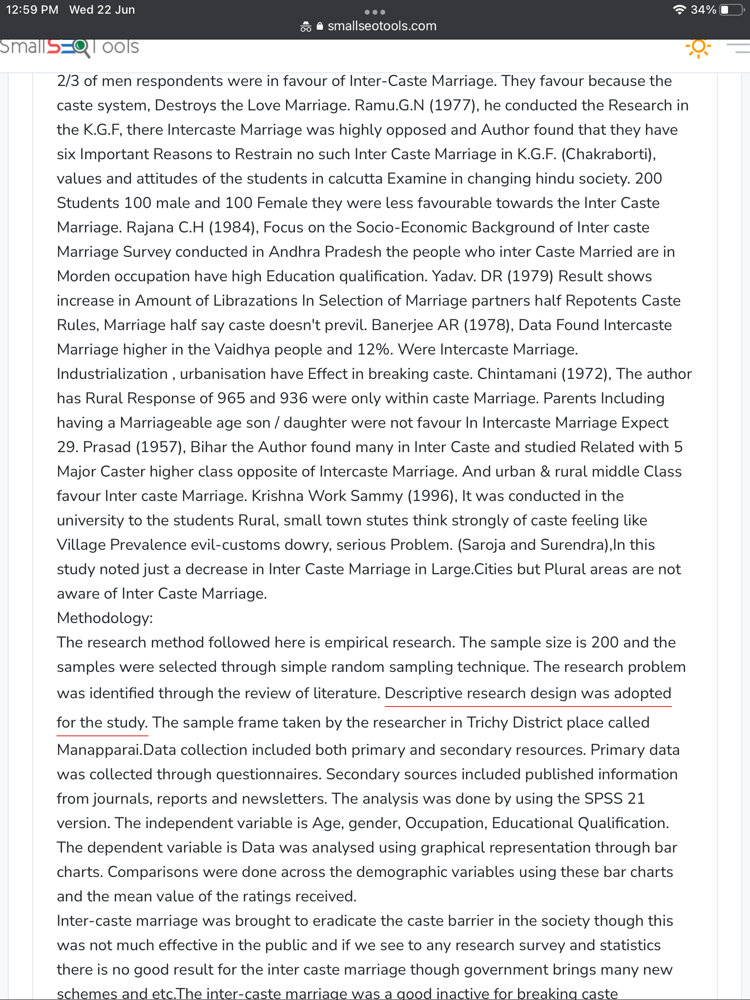 12:59 PM Wed 22 Jun
34%
smallseotools.com
SmallSEOTools
2/3 of men respondents were in favour of Inter-Caste Marriage. They favour because the
caste system, Destroys the Love Marriage. Ramu.G.N (1977), he conducted the Research in
the K.G.F, there Intercaste Marriage was highly opposed and Author found that they have
six Important Reasons to Restrain no such Inter Caste Marriage in K.G.F. (Chakraborti),
values and attitudes of the students in calcutta Examine in changing hindu society. 200
Students 100 male and 100 Female they were less favourable towards the Inter Caste
Marriage. Rajana C.H (1984), Focus on the Socio-Economic Background of Inter caste
Marriage Survey conducted in Andhra Pradesh the people who inter Caste Married are in
Morden occupation have high Education qualification. Yadav. DR (1979) Result shows
increase in Amount of Librazations In Selection of Marriage partners half Repotents Caste
Rules, Marriage half say caste doesn't previl. Banerjee AR (1978), Data Found Intercaste
Marriage higher in the Vaidhya people and 12%. Were Intercaste Marriage.
Industrialization , urbanisation have Effect in breaking caste. Chintamani (1972), The author
has Rural Response of 965 and 936 were only within caste Marriage. Parents Including
having a Marriageable age son / daughter were not favour In Intercaste Marriage Expect
29. Prasad (1957), Bihar the Author found many in Inter Caste and studied Related with 5
Major Caster higher class opposite of Intercaste Marriage. And urban & rural middle Class
favour Inter caste Marriage. Krishna Work Sammy (1996), It was conducted in the
university to the students Rural, small town stutes think strongly of caste feeling like
Village Prevalence evil-customs dowry, serious Problem. (Saroja and Surendra),In this
study noted just a decrease in Inter Caste Marriage in Large.Cities but Plural areas are not
aware of Inter Caste Marriage.
Methodology:
The research method followed here is empirical research. The sample size is 200 and the
samples were selected through simple random sampling technique. The research problem
was identified through the review of literature. Descriptive research design was adopted
for the study. The sample frame taken by the researcher in Trichy District place called
Manapparai.Data collection included both primary and secondary resources. Primary data
was collected through questionnaires. Secondary sources included published information
from journals, reports and newsletters. The analysis was done by using the SPSS 21
version. The independent variable is Age, gender, Occupation, Educational Qualification.
The dependent variable is Data was analysed using graphical representation through bar
charts. Comparisons were done across the demographic variables using these bar charts
and the mean value of the ratings received.
Inter-caste marriage was brought to eradicate the caste barrier in the society though this
was not much effective in the public and if we see to any research survey and statistics
there is no good result for the inter caste marriage though government brings many new
schemes and etc.The inter-caste marriage was a good inactive for breaking caste